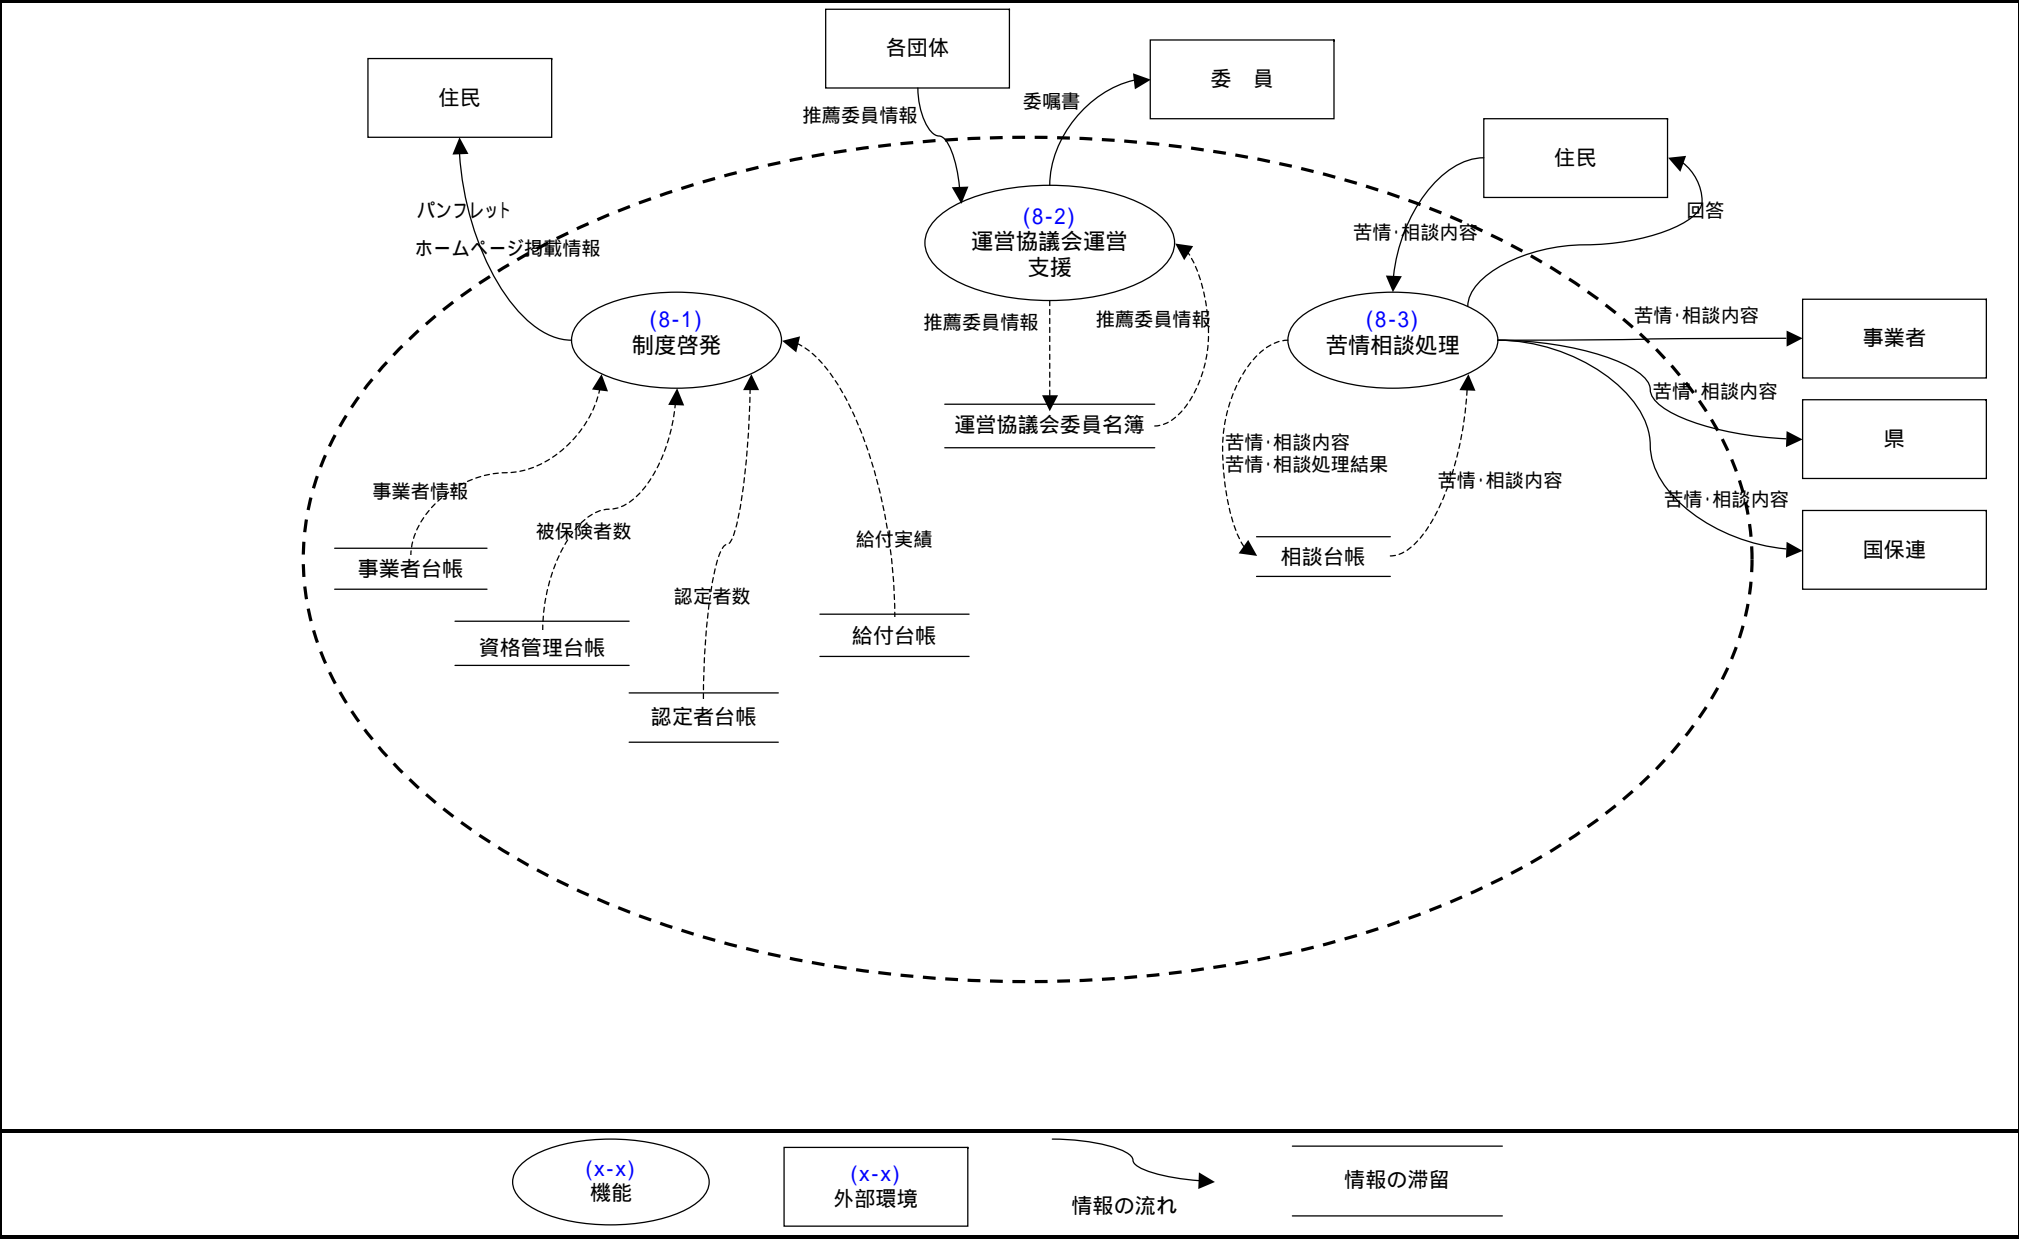 各団体
委　員
住民
推薦委員情報
委嘱書
住民
パンフレット
ホームページ掲載情報
(8-2)
運営協議会運営
支援
苦情･相談内容
回答
(8-1)
制度啓発
推薦委員情報
推薦委員情報
(8-3)
苦情相談処理
苦情･相談内容
事業者
苦情･相談内容
運営協議会委員名簿
県
苦情･相談内容
苦情･相談処理結果
苦情･相談内容
苦情･相談内容
事業者情報
被保険者数
給付実績
国保連
事業者台帳
相談台帳
認定者数
資格管理台帳
給付台帳
認定者台帳
(x-x)
機能
(x-x)
外部環境
情報の流れ
情報の滞留